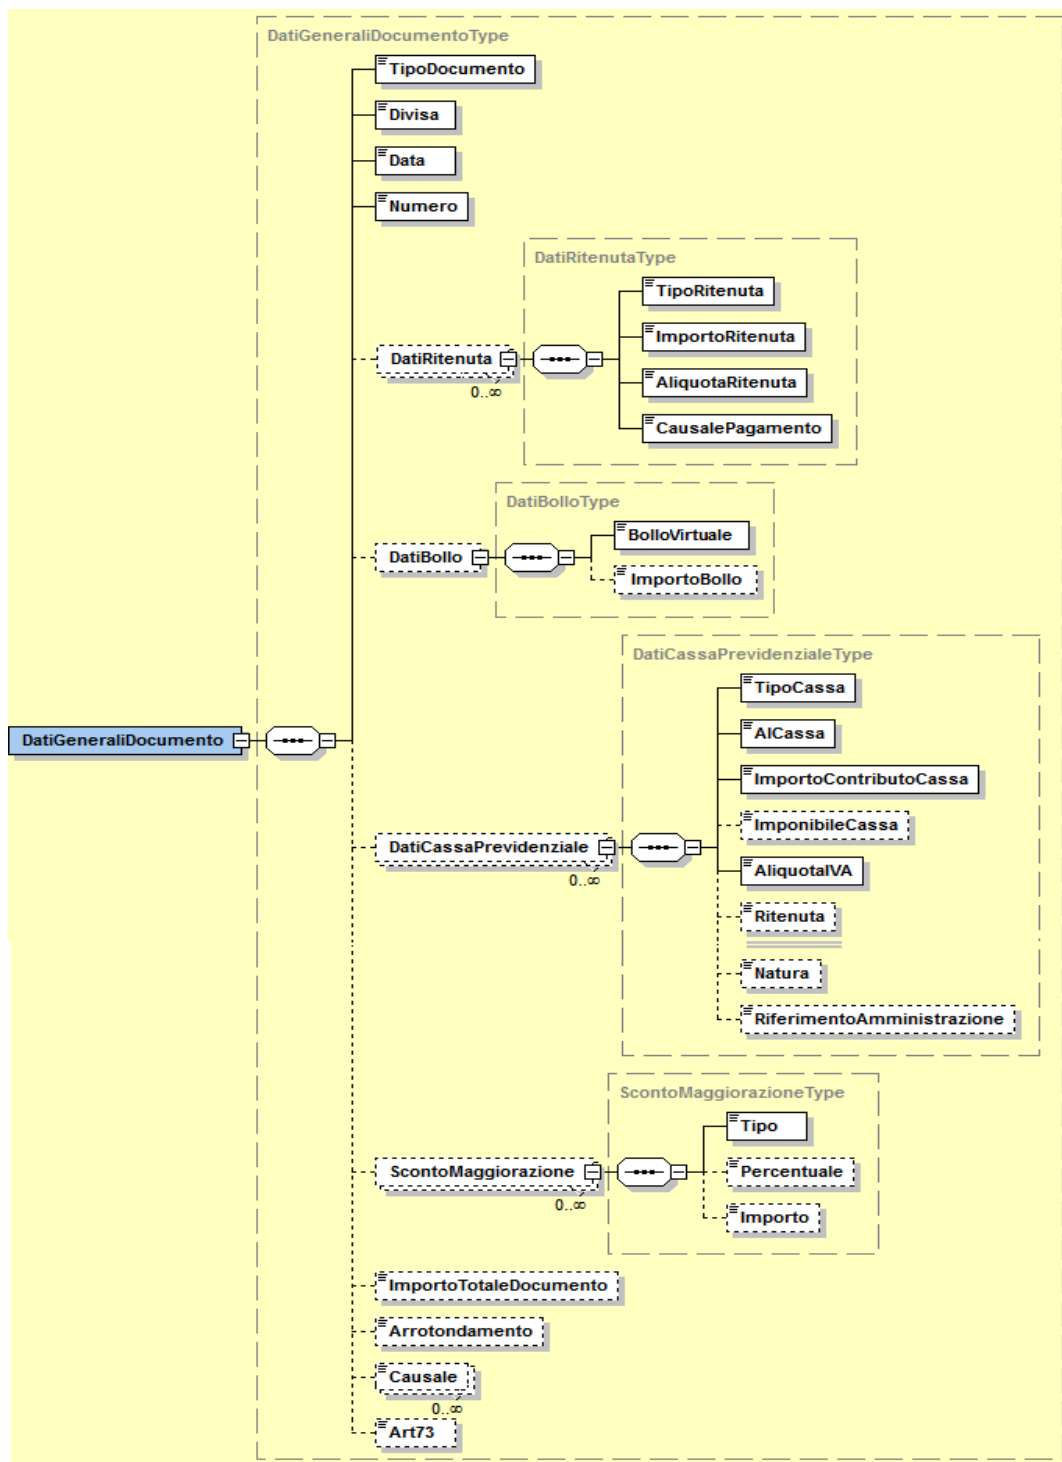 DatiGeneraliDocumentoType
TipoDocumento
Divisa
Data
Numero
DatiRitenutaType
TipoRitenuta
ImportoRitenuta
DatiRitenuta
0..∞
AliquotaRitenuta
CausalePagamento
DatiBolloType
BolloVirtuale
DatiBollo
ImportoBollo
DatiCassaPrevidenzialeType
TipoCassa
DatiGeneraliDocumento
AlCassa
ImportoContributoCassa
ImponibileCassa
DatiCassaPrevidenziale
0..∞
AliquotaIVA
Ritenuta
Natura
RiferimentoAmministrazione
ScontoMaggiorazioneType
Tipo
ScontoMaggiorazione
0..∞
Percentuale
Importo
ImportoTotaleDocumento
Arrotondamento
Causale
0..∞
Art73